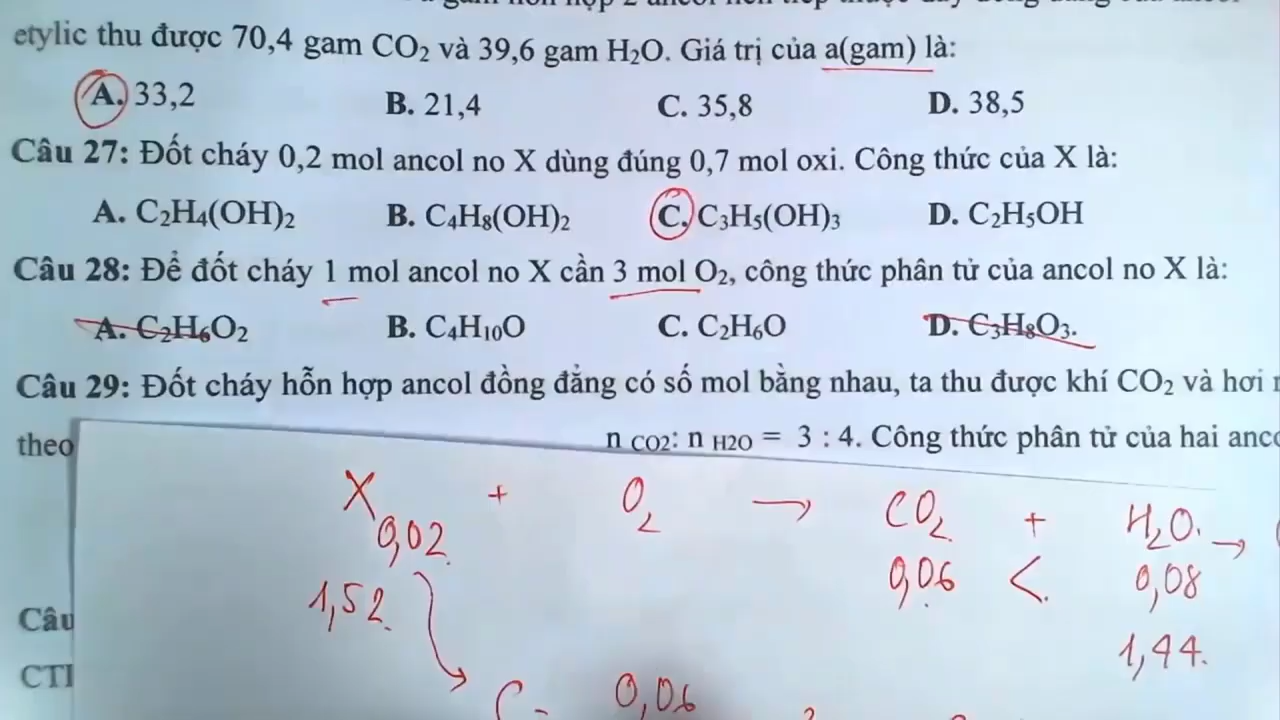 gam hỗn hợp 2 ancol
etylic thu được 70,4 gam CO₂ và 39,6 gam H₂O. Giá trị của a(gam) là:
A. 33,2 B. 21,4 C. 35,8 D. 38,5
Câu 27: Đốt cháy 0,2 mol ancol no X dùng đúng 0,7 mol oxi. Công thức của X là:
A. C₂H₄(OH)₂ B. C₄H₈(OH)₂ C. C₃H₅(OH)₃ D. C₂H₅OH
Câu 28: Để đốt cháy 1 mol ancol no X cần 3 mol O₂, công thức phân tử của ancol no X là:
A. C₂H₆O₂ B. C₄H₁₀O C. C₂H₆O D. C₃H₈O₃.
Câu 29: Đốt cháy hỗn hợp ancol đồng đẳng có số mol bằng nhau, ta thu được khí CO₂ và hơi
theo n CO2: n H2O = 3 : 4. Công thức phân tử của hai
X + O₂ → CO₂ + H₂O. →
0,02 0,06 < 0,08
1,52 1,44.
Câu
CTP
C = 0,06